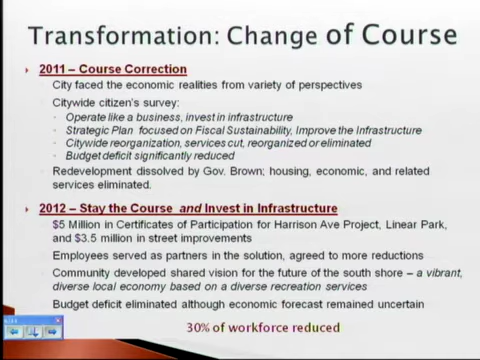 Transformation: Change of Course
2011 – Course Correction
City faced the economic realities from variety of perspectives
Citywide citizen's survey:
Operate like a business, invest in infrastructure
Strategic Plan focused on Fiscal Sustainability, Improve the Infrastructure
Citywide reorganization, services cut, reorganized or eliminated
Budget deficit significantly reduced
Redevelopment dissolved by Gov. Brown; housing, economic, and related
services eliminated.
2012 – Stay the Course and Invest in Infrastructure
$5 Million in Certificates of Participation for Harrison Ave Project, Linear Park,
and $3.5 million in street improvements
Employees served as partners in the solution, agreed to more reductions
Community developed shared vision for the future of the south shore – a vibrant,
diverse local economy based on a diverse recreation services
Budget deficit eliminated although economic forecast remained uncertain
30% of workforce reduced